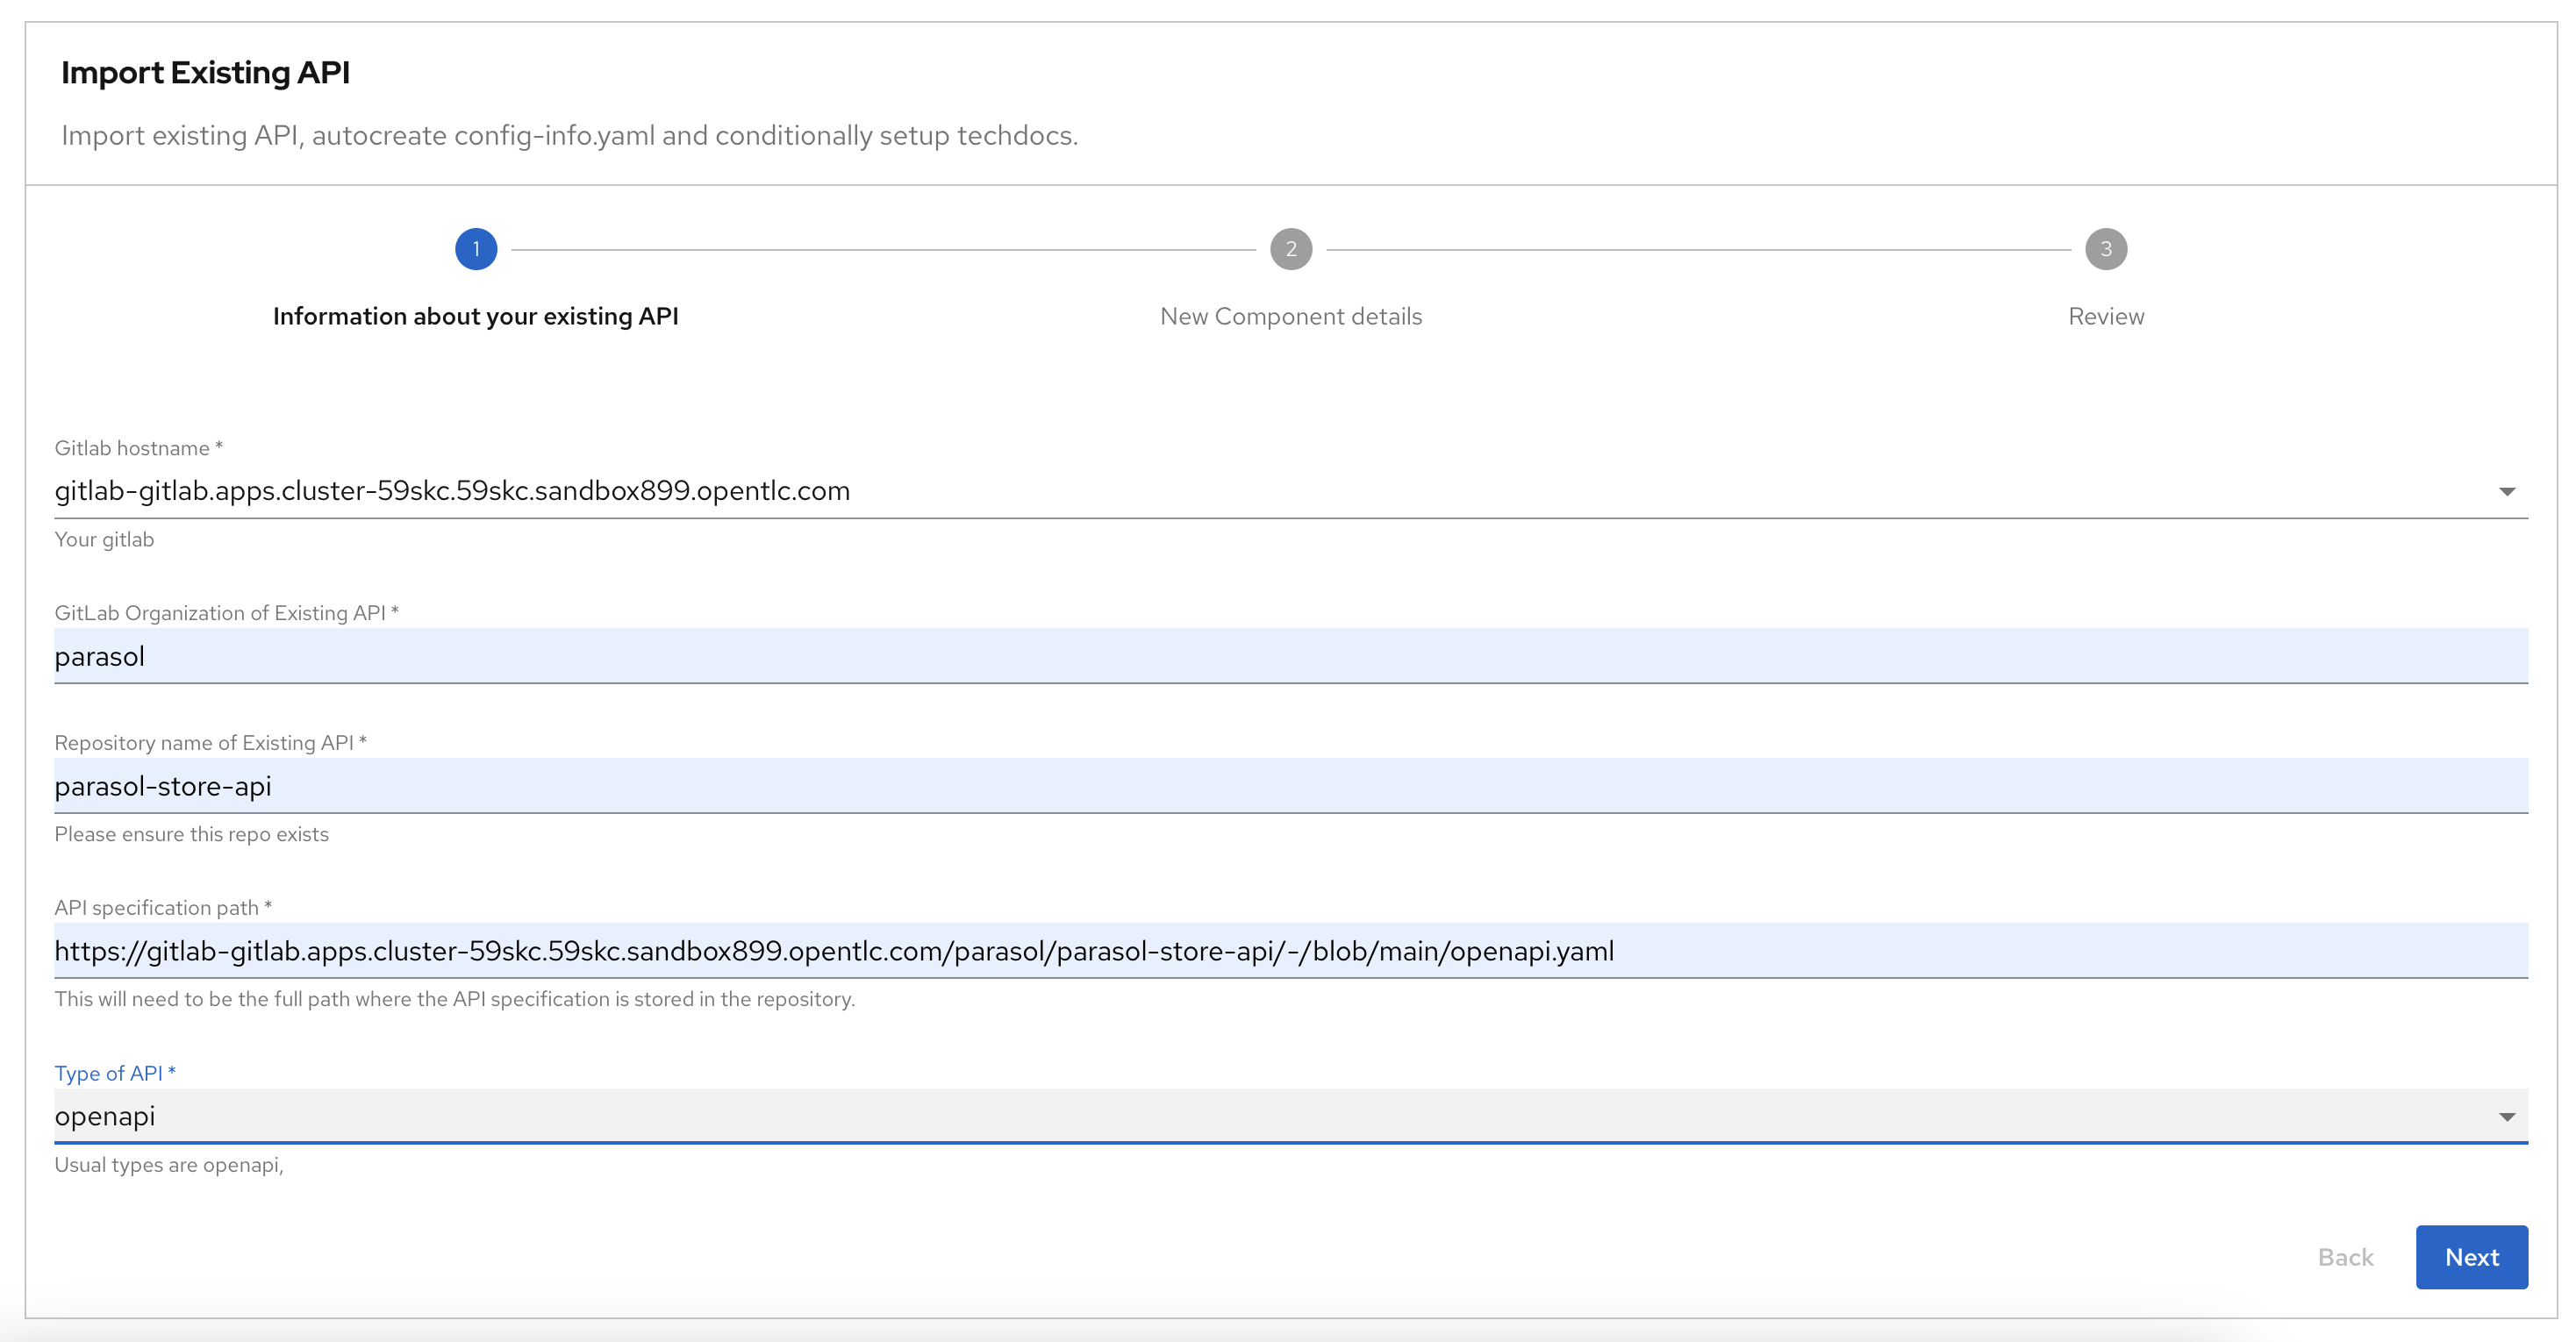 Import Existing API
Import existing API, autocreate config-info.yaml and conditionally setup techdocs.
1
2
3
Information about your existing API
New Component details
Review
Gitlab hostname *
gitlab-gitlab.apps.cluster-59skc.59skc.sandbox899.opentlc.com
Your gitlab
GitLab Organization of Existing API *
parasol
Repository name of Existing API *
parasol-store-api
Please ensure this repo exists
API specification path *
https://gitlab-gitlab.apps.cluster-59skc.59skc.sandbox899.opentlc.com/parasol/parasol-store-api/-/blob/main/openapi.yaml
This will need to be the full path where the API specification is stored in the repository.
Type of API *
openapi
Usual types are openapi,
Back
Next